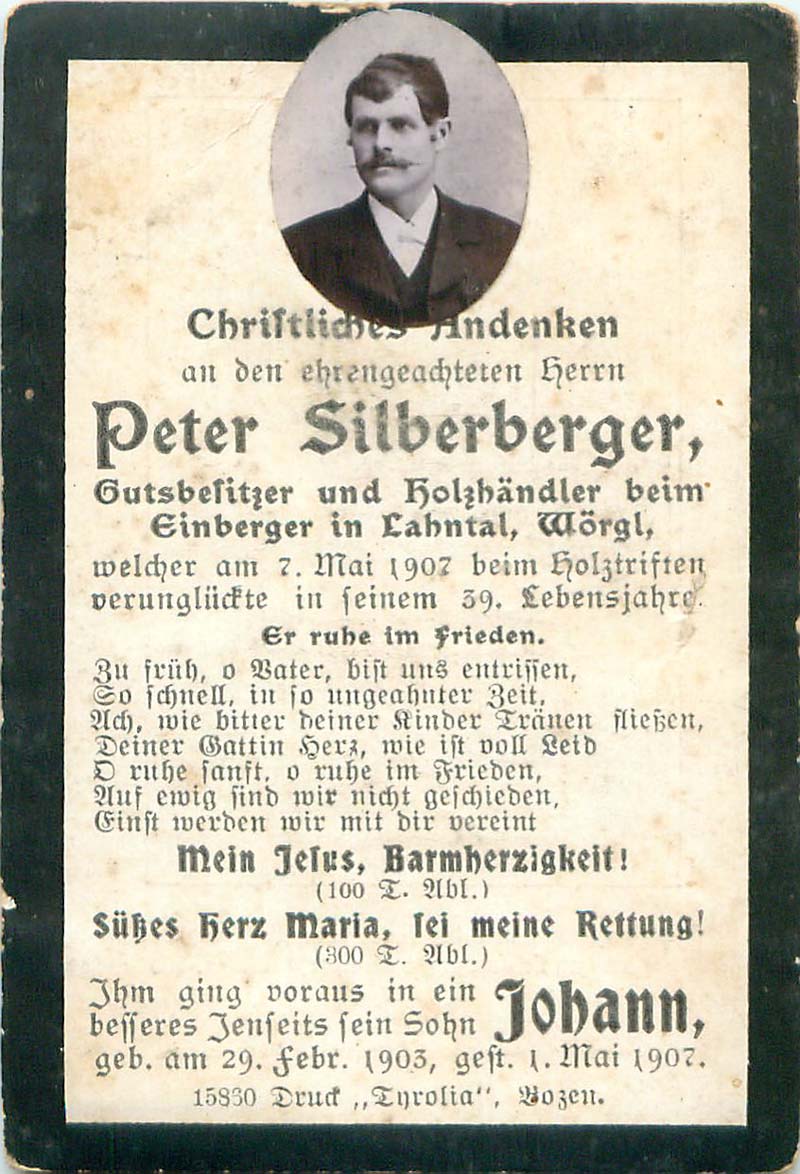 Christliches Andenken
an den ehrengeachteten Herrn
Peter Silberberger,
Gutsbesitzer und Holzhändler beim
Einberger in Lahntal, Wörgl,
welcher am 7. Mai 1907 beim Holztriften
verunglückte in seinem 39. Lebensjahre.
Er ruhe im Frieden.
Zu früh, o Vater, bist uns entrissen,
So schnell, in so ungeahnter Zeit,
Ach, wie bitter deiner Kinder Tränen fließen,
Deiner Gattin Herz, wie ist voll Leid
O ruhe sanft, o ruhe im Frieden,
Auf ewig sind wir nicht geschieden,
Einst werden wir mit dir vereint
Mein Jesus, Barmherzigkeit!
(100 T. Abl.)
Süßes Herz Maria, sei meine Rettung!
(300 T. Abl.)
Ihm ging voraus in ein
besseres Jenseits sein Sohn Johann,
geb. am 29. Febr. 1903, gest. 1. Mai 1907.
15830 Druck „Tyrolia“, Bozen.